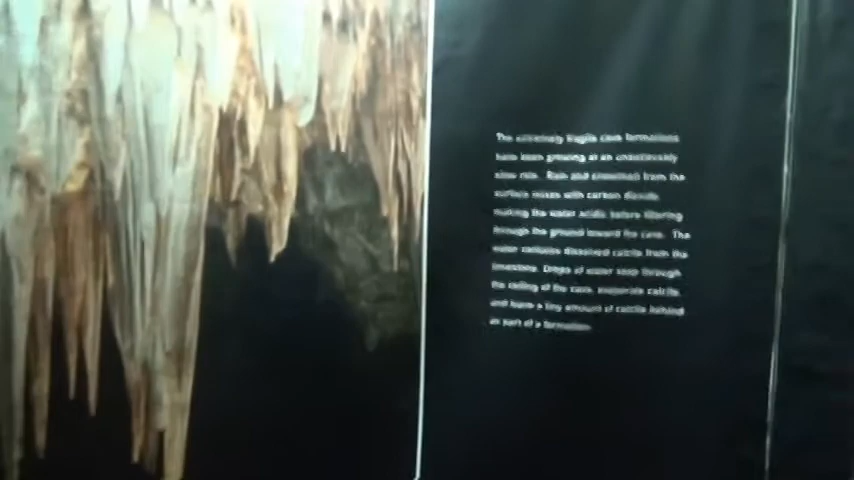 The extremely fragile cave formations
have been growing at an unbelievably
slow rate. Rain and snowmelt from the
surface mixes with carbon dioxide
making the water acidic before filtering
through the ground toward the cave. The
water contains dissolved calcite from the
limestone. Drops of water seep through
the ceiling of the cave, evaporate calcite,
and leave a tiny amount of calcite behind
as part of a formation.